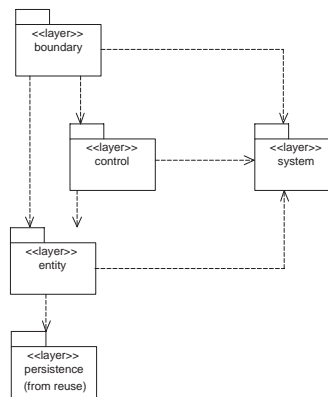 <<layer>>
boundary
<<layer>>
control
<<layer>>
system
<<layer>>
entity
<<layer>>
persistence
(from reuse)